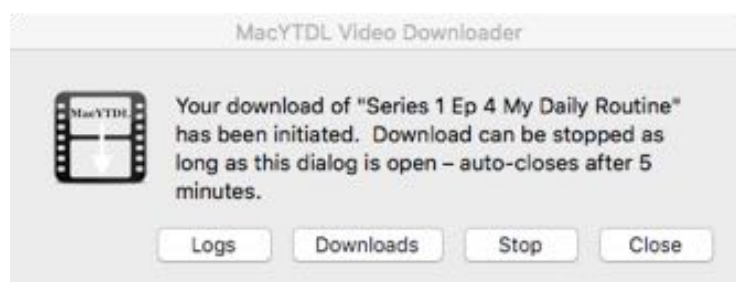 MacYTDL Video Downloader
MacYTDL
Your download of "Series 1 Ep 4 My Daily Routine"
has been initiated.  Download can be stopped as
long as this dialog is open – auto-closes after 5
minutes.
Logs
Downloads
Stop
Close